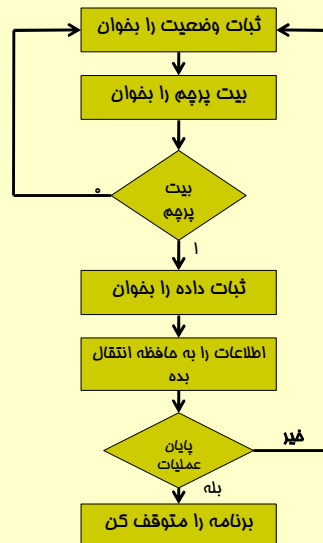 ثبات وضعیت را بخوان
بیت پرچم را بخوان
بیت
پرچم
۰
۱
ثبات داده را بخوان
اطلاعات را به حافظه انتقال
بده
پایان
عملیات
خیر
بله
برنامه را متوقف کن